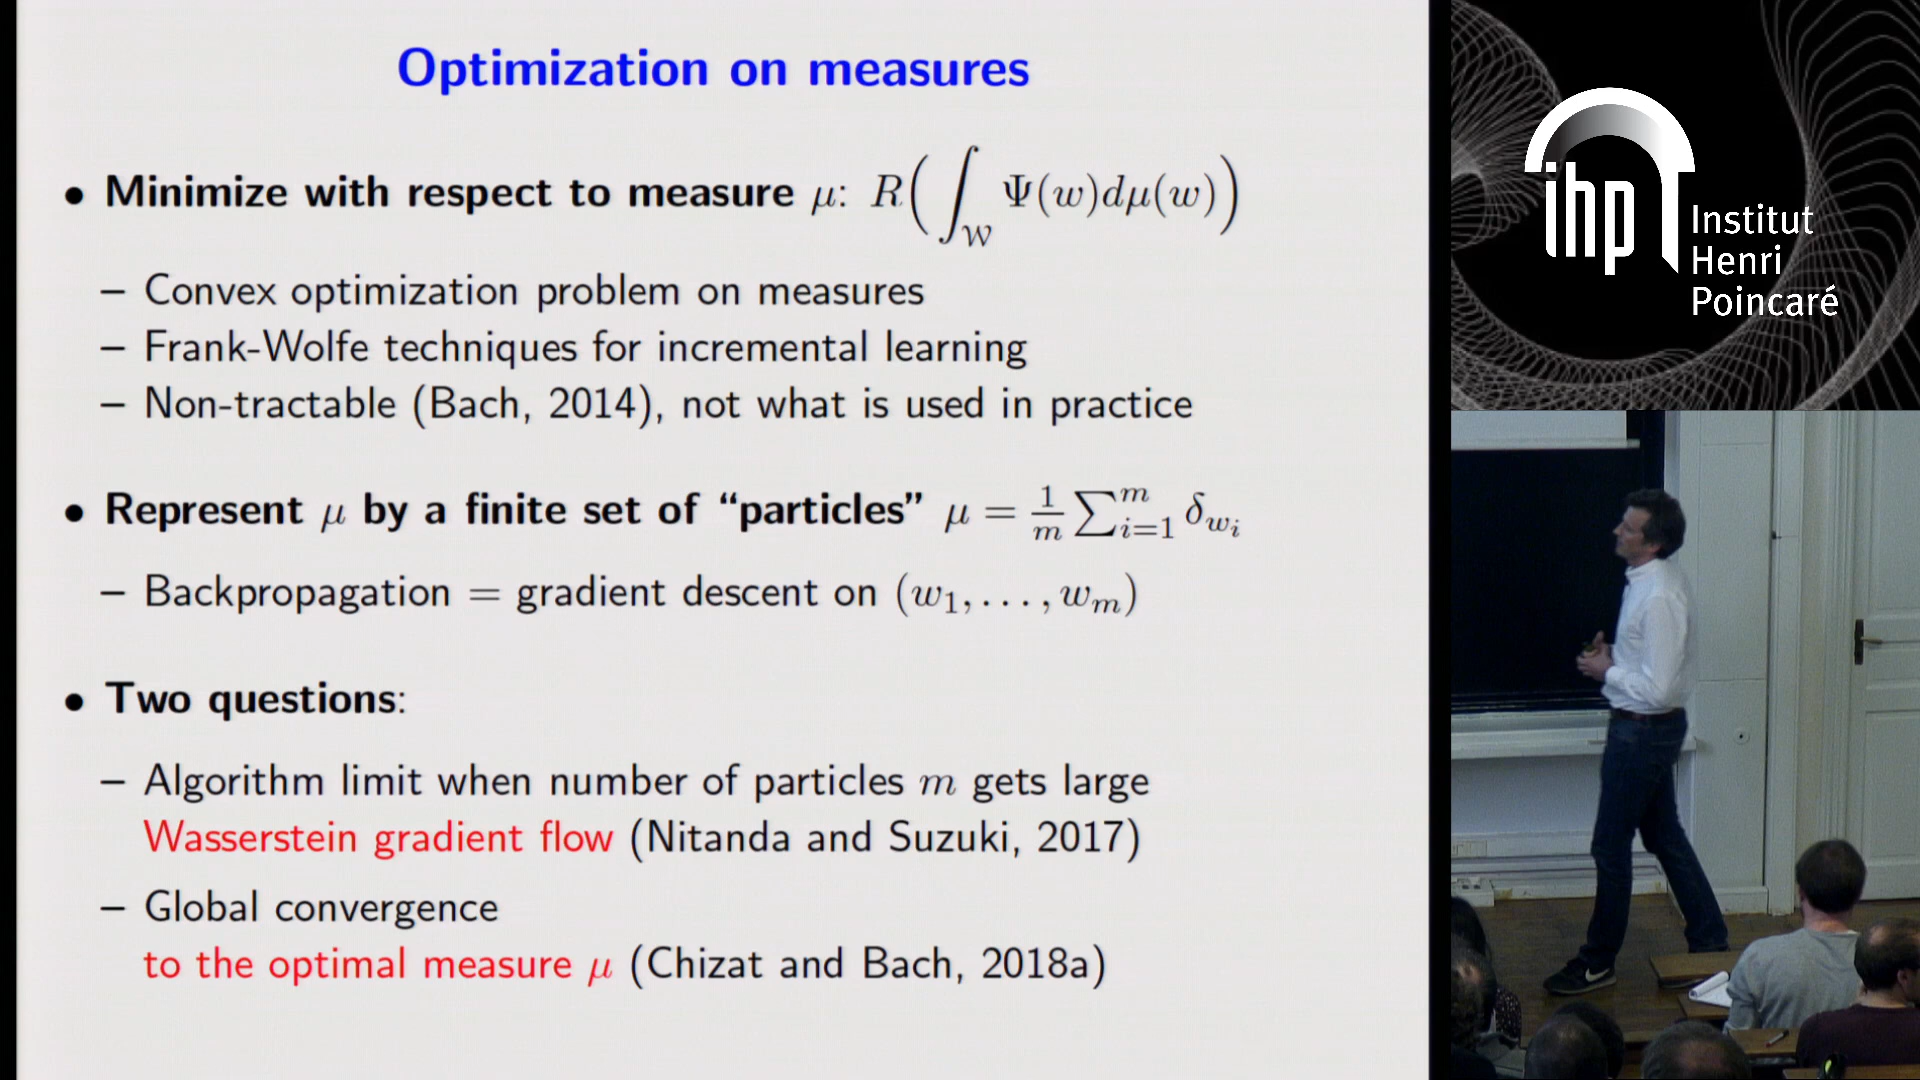 Optimization on measures
• Minimize with respect to measure μ: R(∫_𝒲 Ψ(w)dμ(w))
– Convex optimization problem on measures
– Frank-Wolfe techniques for incremental learning
– Non-tractable (Bach, 2014), not what is used in practice
• Represent μ by a finite set of “particles” μ = 1/m ∑_{i=1}^m δ_{w_i}
– Backpropagation = gradient descent on (w₁, . . . , wₘ)
• Two questions:
– Algorithm limit when number of particles m gets large
Wasserstein gradient flow (Nitanda and Suzuki, 2017)
– Global convergence
to the optimal measure μ (Chizat and Bach, 2018a)
ihp
Institut
Henri
Poincaré